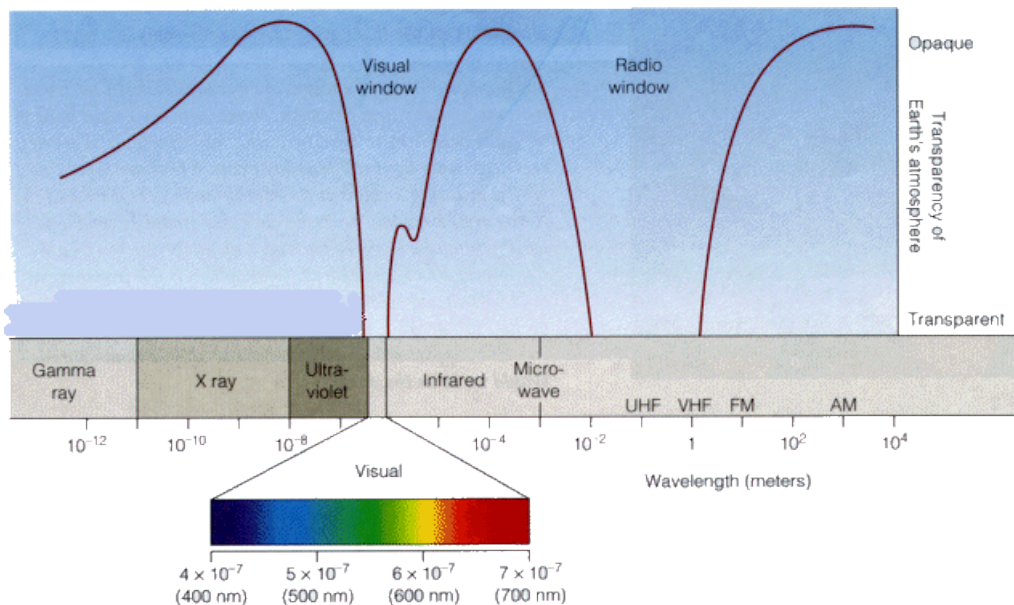 Visual
window
Radio
window
Opaque
Transparency of
Earth's atmosphere
Transparent
Gamma
ray
X ray
Ultra-
violet
Infrared
Micro-
wave
UHF VHF FM AM
10⁻¹² 10⁻¹⁰ 10⁻⁸ 10⁻⁴ 10⁻² 1 10² 10⁴
Visual
Wavelength (meters)
4 × 10⁻⁷ 5 × 10⁻⁷ 6 × 10⁻⁷ 7 × 10⁻⁷
(400 nm) (500 nm) (600 nm) (700 nm)